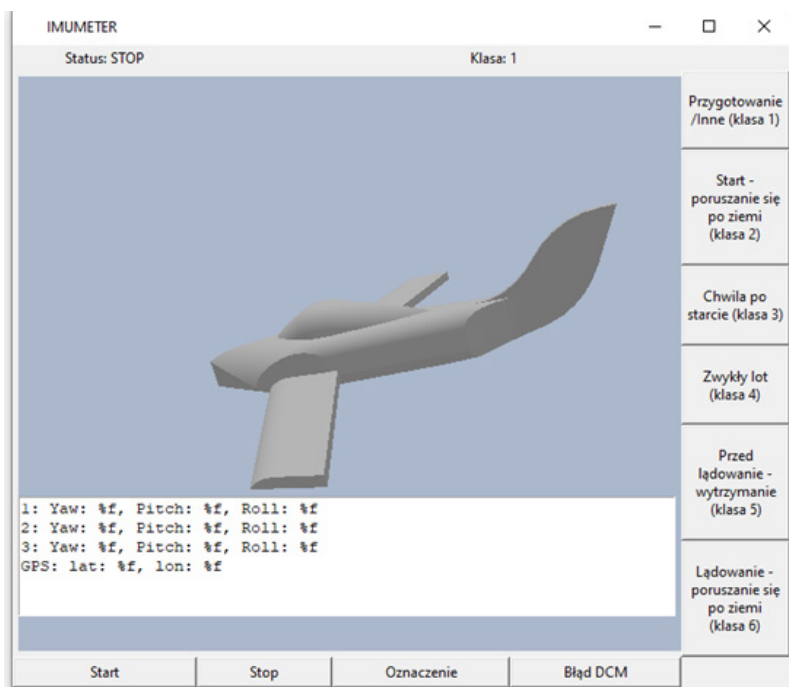 IMUMETER
Status: STOP
Klasa: 1
Przygotowanie
/Inne (klasa 1)
Start -
poruszanie się
po ziemi
(klasa 2)
Chwila po
starcie (klasa 3)
Zwykły lot
(klasa 4)
Przed
lądowanie -
wytrzymanie
(klasa 5)
Lądowanie -
poruszanie się
po ziemi
(klasa 6)
1: Yaw: %f, Pitch: %f, Roll: %f
2: Yaw: %f, Pitch: %f, Roll: %f
3: Yaw: %f, Pitch: %f, Roll: %f
GPS: lat: %f, lon: %f
Start
Stop
Oznaczenie
Błąd DCM